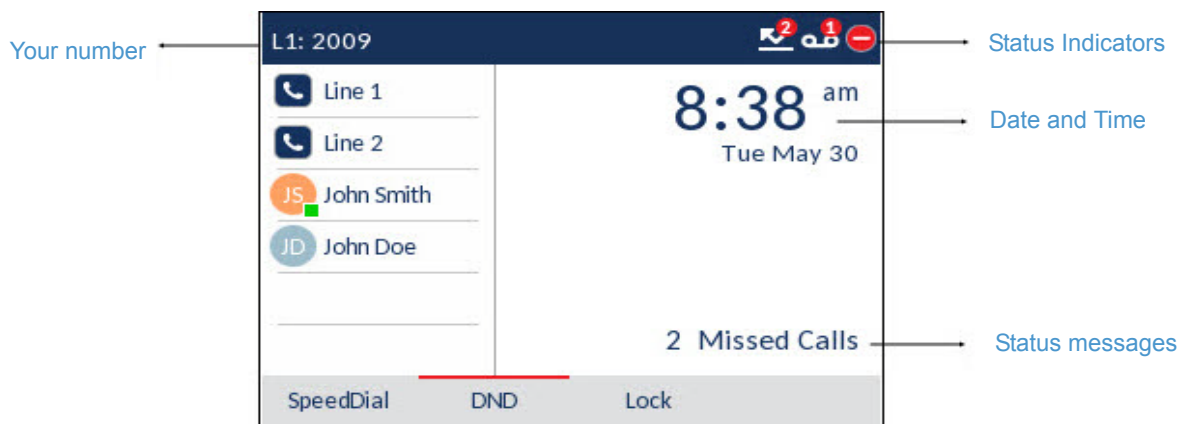 L1: 2009
2
1
Your number
Status Indicators
Line 1
8:38 am
Date and Time
Line 2
Tue May 30
JS John Smith
JD John Doe
2 Missed Calls
Status messages
SpeedDial DND Lock